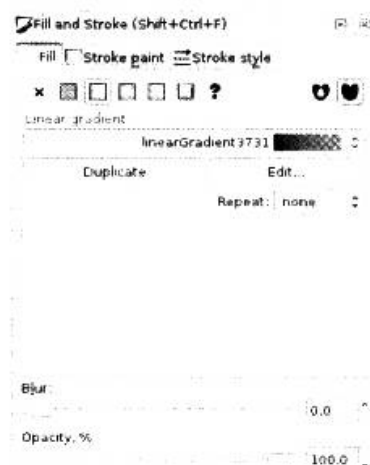 Fill and Stroke (Shift+Ctrl+F)
Fill Stroke paint Stroke style
× ?
Linear gradient
linearGradient3731
Duplicate Edit...
Repeat: none
Blur:
0.0
Opacity, %
100.0